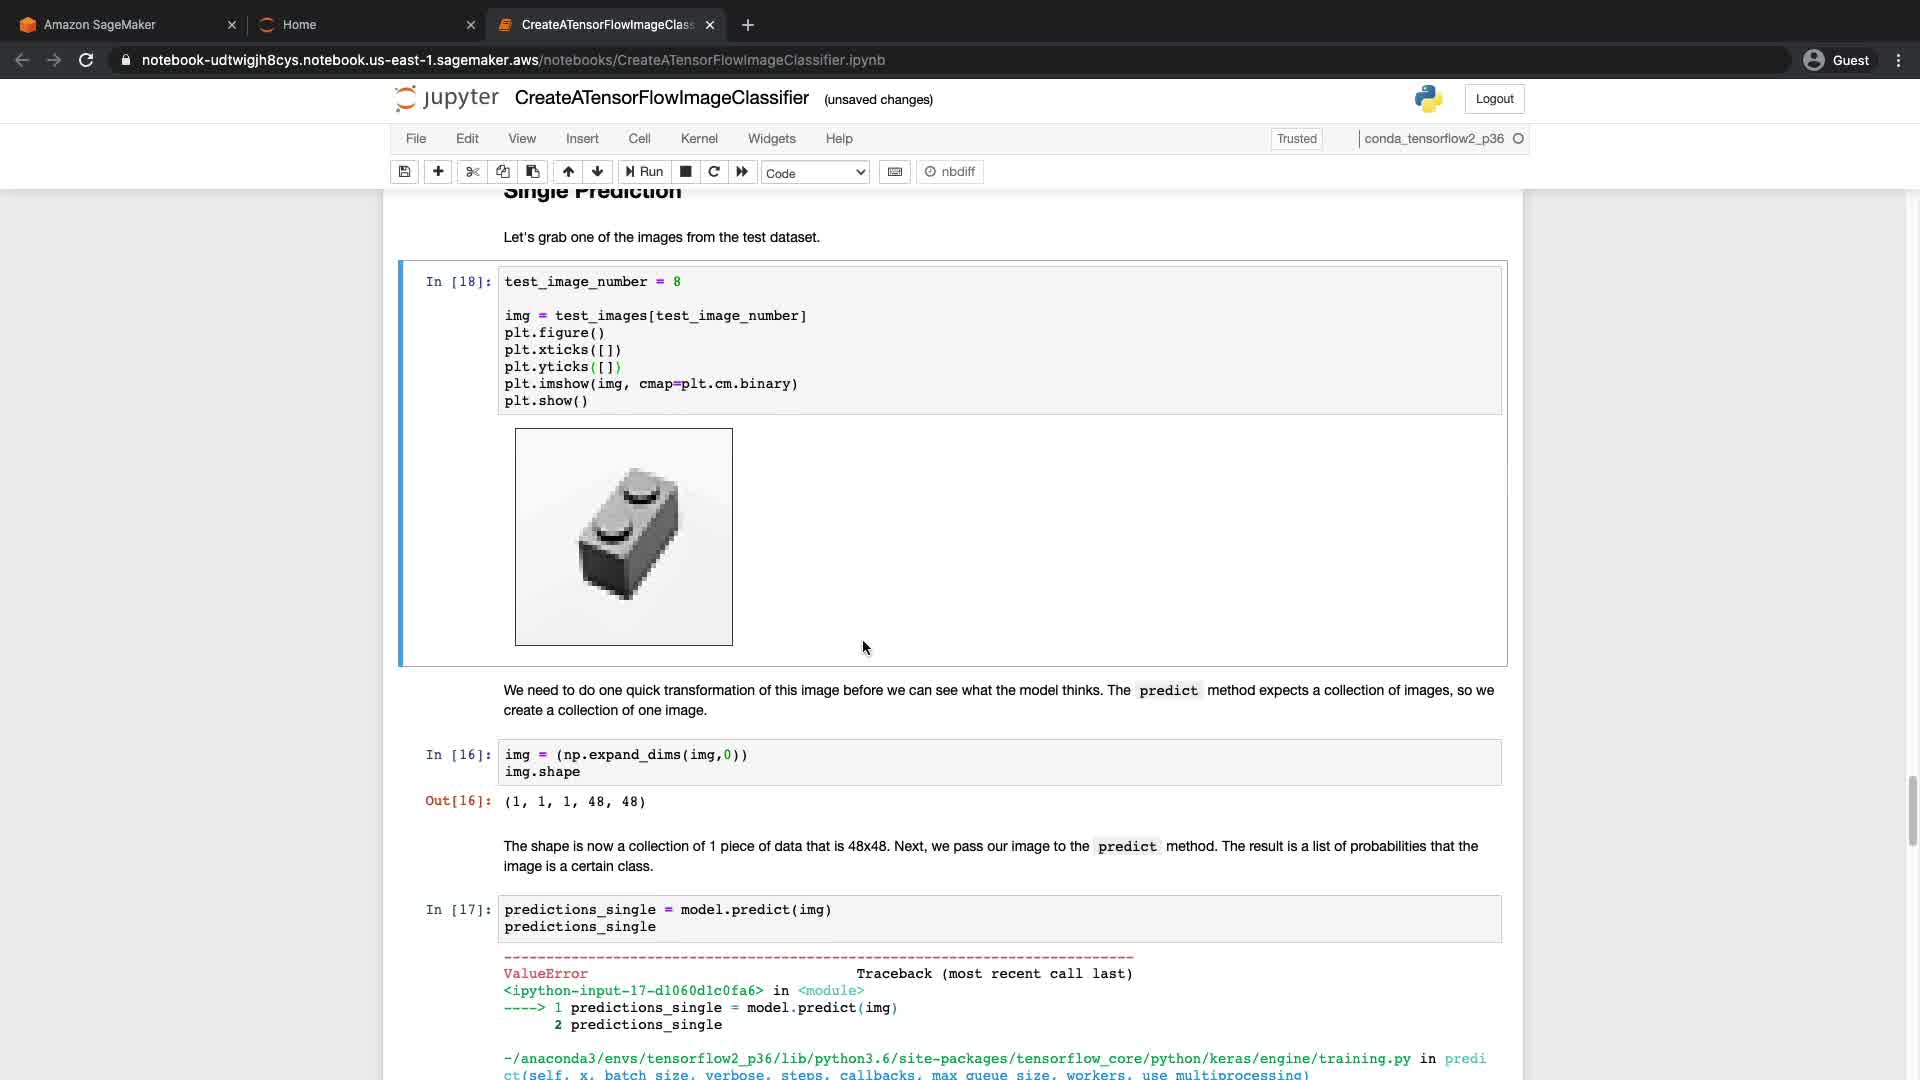 Amazon SageMaker
Home
CreateATensorFlowImageClass
notebook-udtwigjh8cys.notebook.us-east-1.sagemaker.aws/notebooks/CreateATensorFlowImageClassifier.ipynb
Guest
jupyter CreateATensorFlowImageClassifier (unsaved changes)
Logout
File Edit View Insert Cell Kernel Widgets Help
Trusted
conda_tensorflow2_p36
Run
Code
nbdiff
Single Prediction
Let's grab one of the images from the test dataset.
In [18]: test_image_number = 8
img = test_images[test_image_number]
plt.figure()
plt.xticks([])
plt.yticks([])
plt.imshow(img, cmap=plt.cm.binary)
plt.show()
We need to do one quick transformation of this image before we can see what the model thinks. The predict method expects a collection of images, so we
create a collection of one image.
In [16]: img = (np.expand_dims(img,0))
img.shape
Out[16]: (1, 1, 1, 48, 48)
The shape is now a collection of 1 piece of data that is 48x48. Next, we pass our image to the predict method. The result is a list of probabilities that the
image is a certain class.
In [17]: predictions_single = model.predict(img)
predictions_single
---------------------------------------------------------------------------
ValueError                                Traceback (most recent call last)
<ipython-input-17-d1060d1c0fa6> in <module>
----> 1 predictions_single = model.predict(img)
      2 predictions_single
~/anaconda3/envs/tensorflow2_p36/lib/python3.6/site-packages/tensorflow_core/python/keras/engine/training.py in predi
ct(self, x, batch_size, verbose, steps, callbacks, max_queue_size, workers, use_multiprocessing)